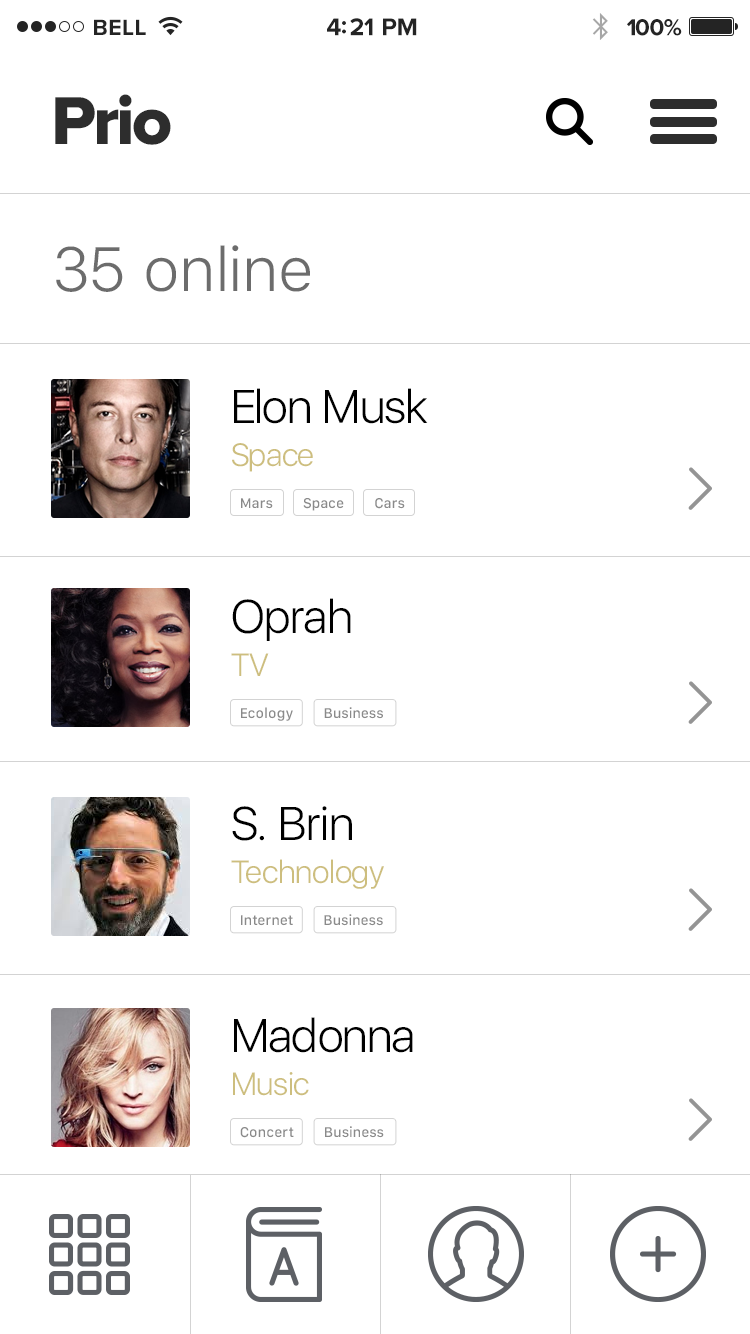 BELL 4:21 PM 100%
Prio
35 online
Elon Musk
Space
Mars Space Cars
Oprah
TV
Ecology Business
S. Brin
Technology
Internet Business
Madonna
Music
Concert Business
A